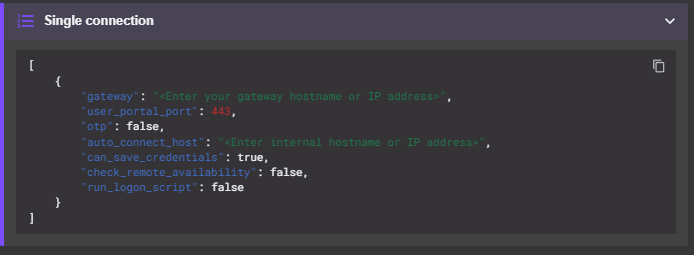 Single connection
[
{
"gateway": "<Enter your gateway hostname or IP address>",
"user_portal_port": 443,
"otp": false,
"auto_connect_host": "<Enter internal hostname or IP address>",
"can_save_credentials": true,
"check_remote_availability": false,
"run_logon_script": false
}
]